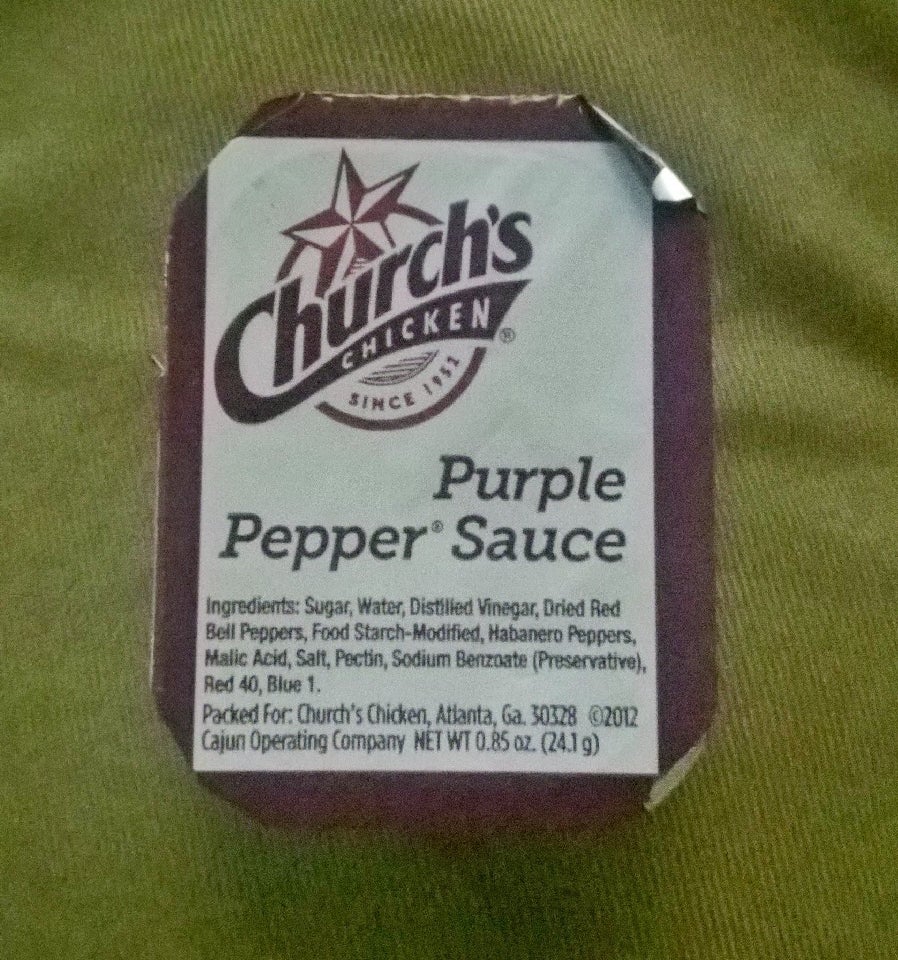 Church's
CHICKEN®
SINCE 1952
Purple
Pepper® Sauce
Ingredients: Sugar, Water, Distilled Vinegar, Dried Red
Bell Peppers, Food Starch-Modified, Habanero Peppers,
Malic Acid, Salt, Pectin, Sodium Benzoate (Preservative),
Red 40, Blue 1.
Packed For: Church's Chicken, Atlanta, Ga. 30328 ©2012
Cajun Operating Company NET WT 0.85 oz. (24.1 g)